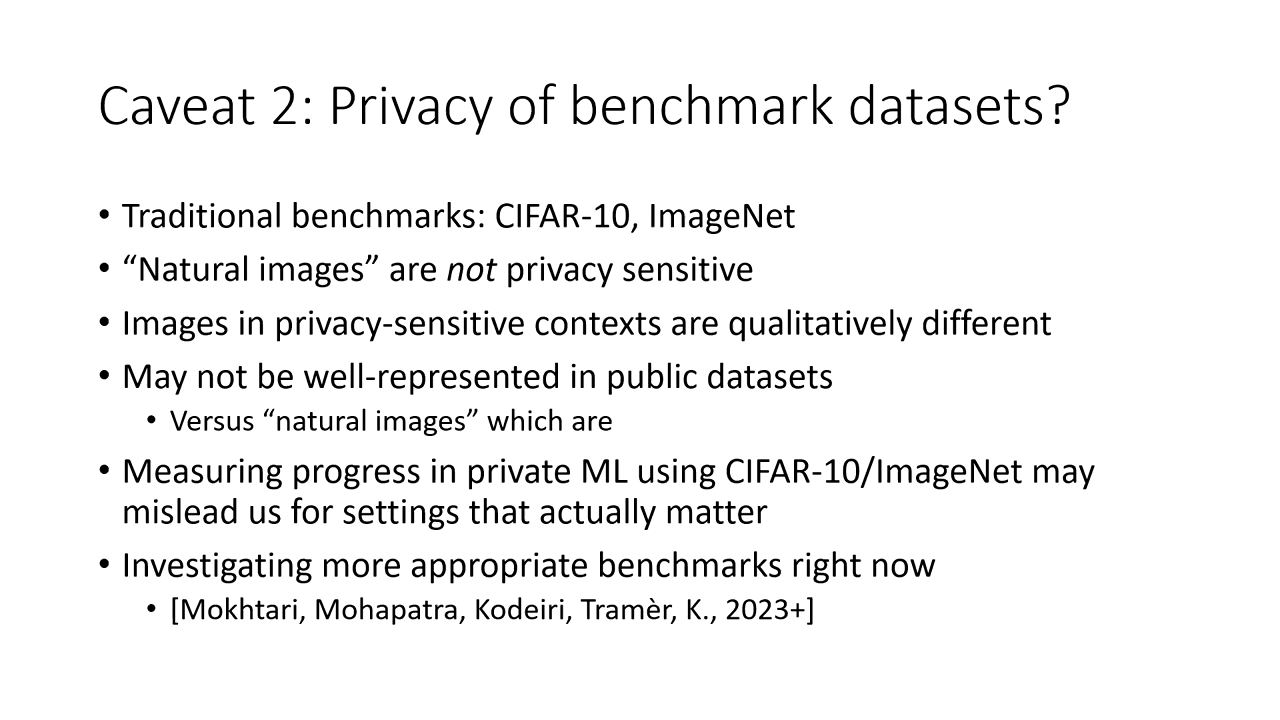 Caveat 2: Privacy of benchmark datasets?
• Traditional benchmarks: CIFAR-10, ImageNet
• “Natural images” are not privacy sensitive
• Images in privacy-sensitive contexts are qualitatively different
• May not be well-represented in public datasets
• Versus “natural images” which are
• Measuring progress in private ML using CIFAR-10/ImageNet may
mislead us for settings that actually matter
• Investigating more appropriate benchmarks right now
• [Mokhtari, Mohapatra, Kodeiri, Tramèr, K., 2023+]